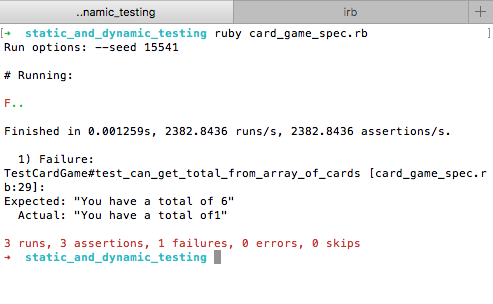 ..namic_testing irb +
[➜ static_and_dynamic_testing ruby card_game_spec.rb ]
Run options: --seed 15541
# Running:
F..
Finished in 0.001259s, 2382.8436 runs/s, 2382.8436 assertions/s.
1) Failure:
TestCardGame#test_can_get_total_from_array_of_cards [card_game_spec.r
b:29]:
Expected: "You have a total of 6"
Actual: "You have a total of1"
3 runs, 3 assertions, 1 failures, 0 errors, 0 skips
➜ static_and_dynamic_testing